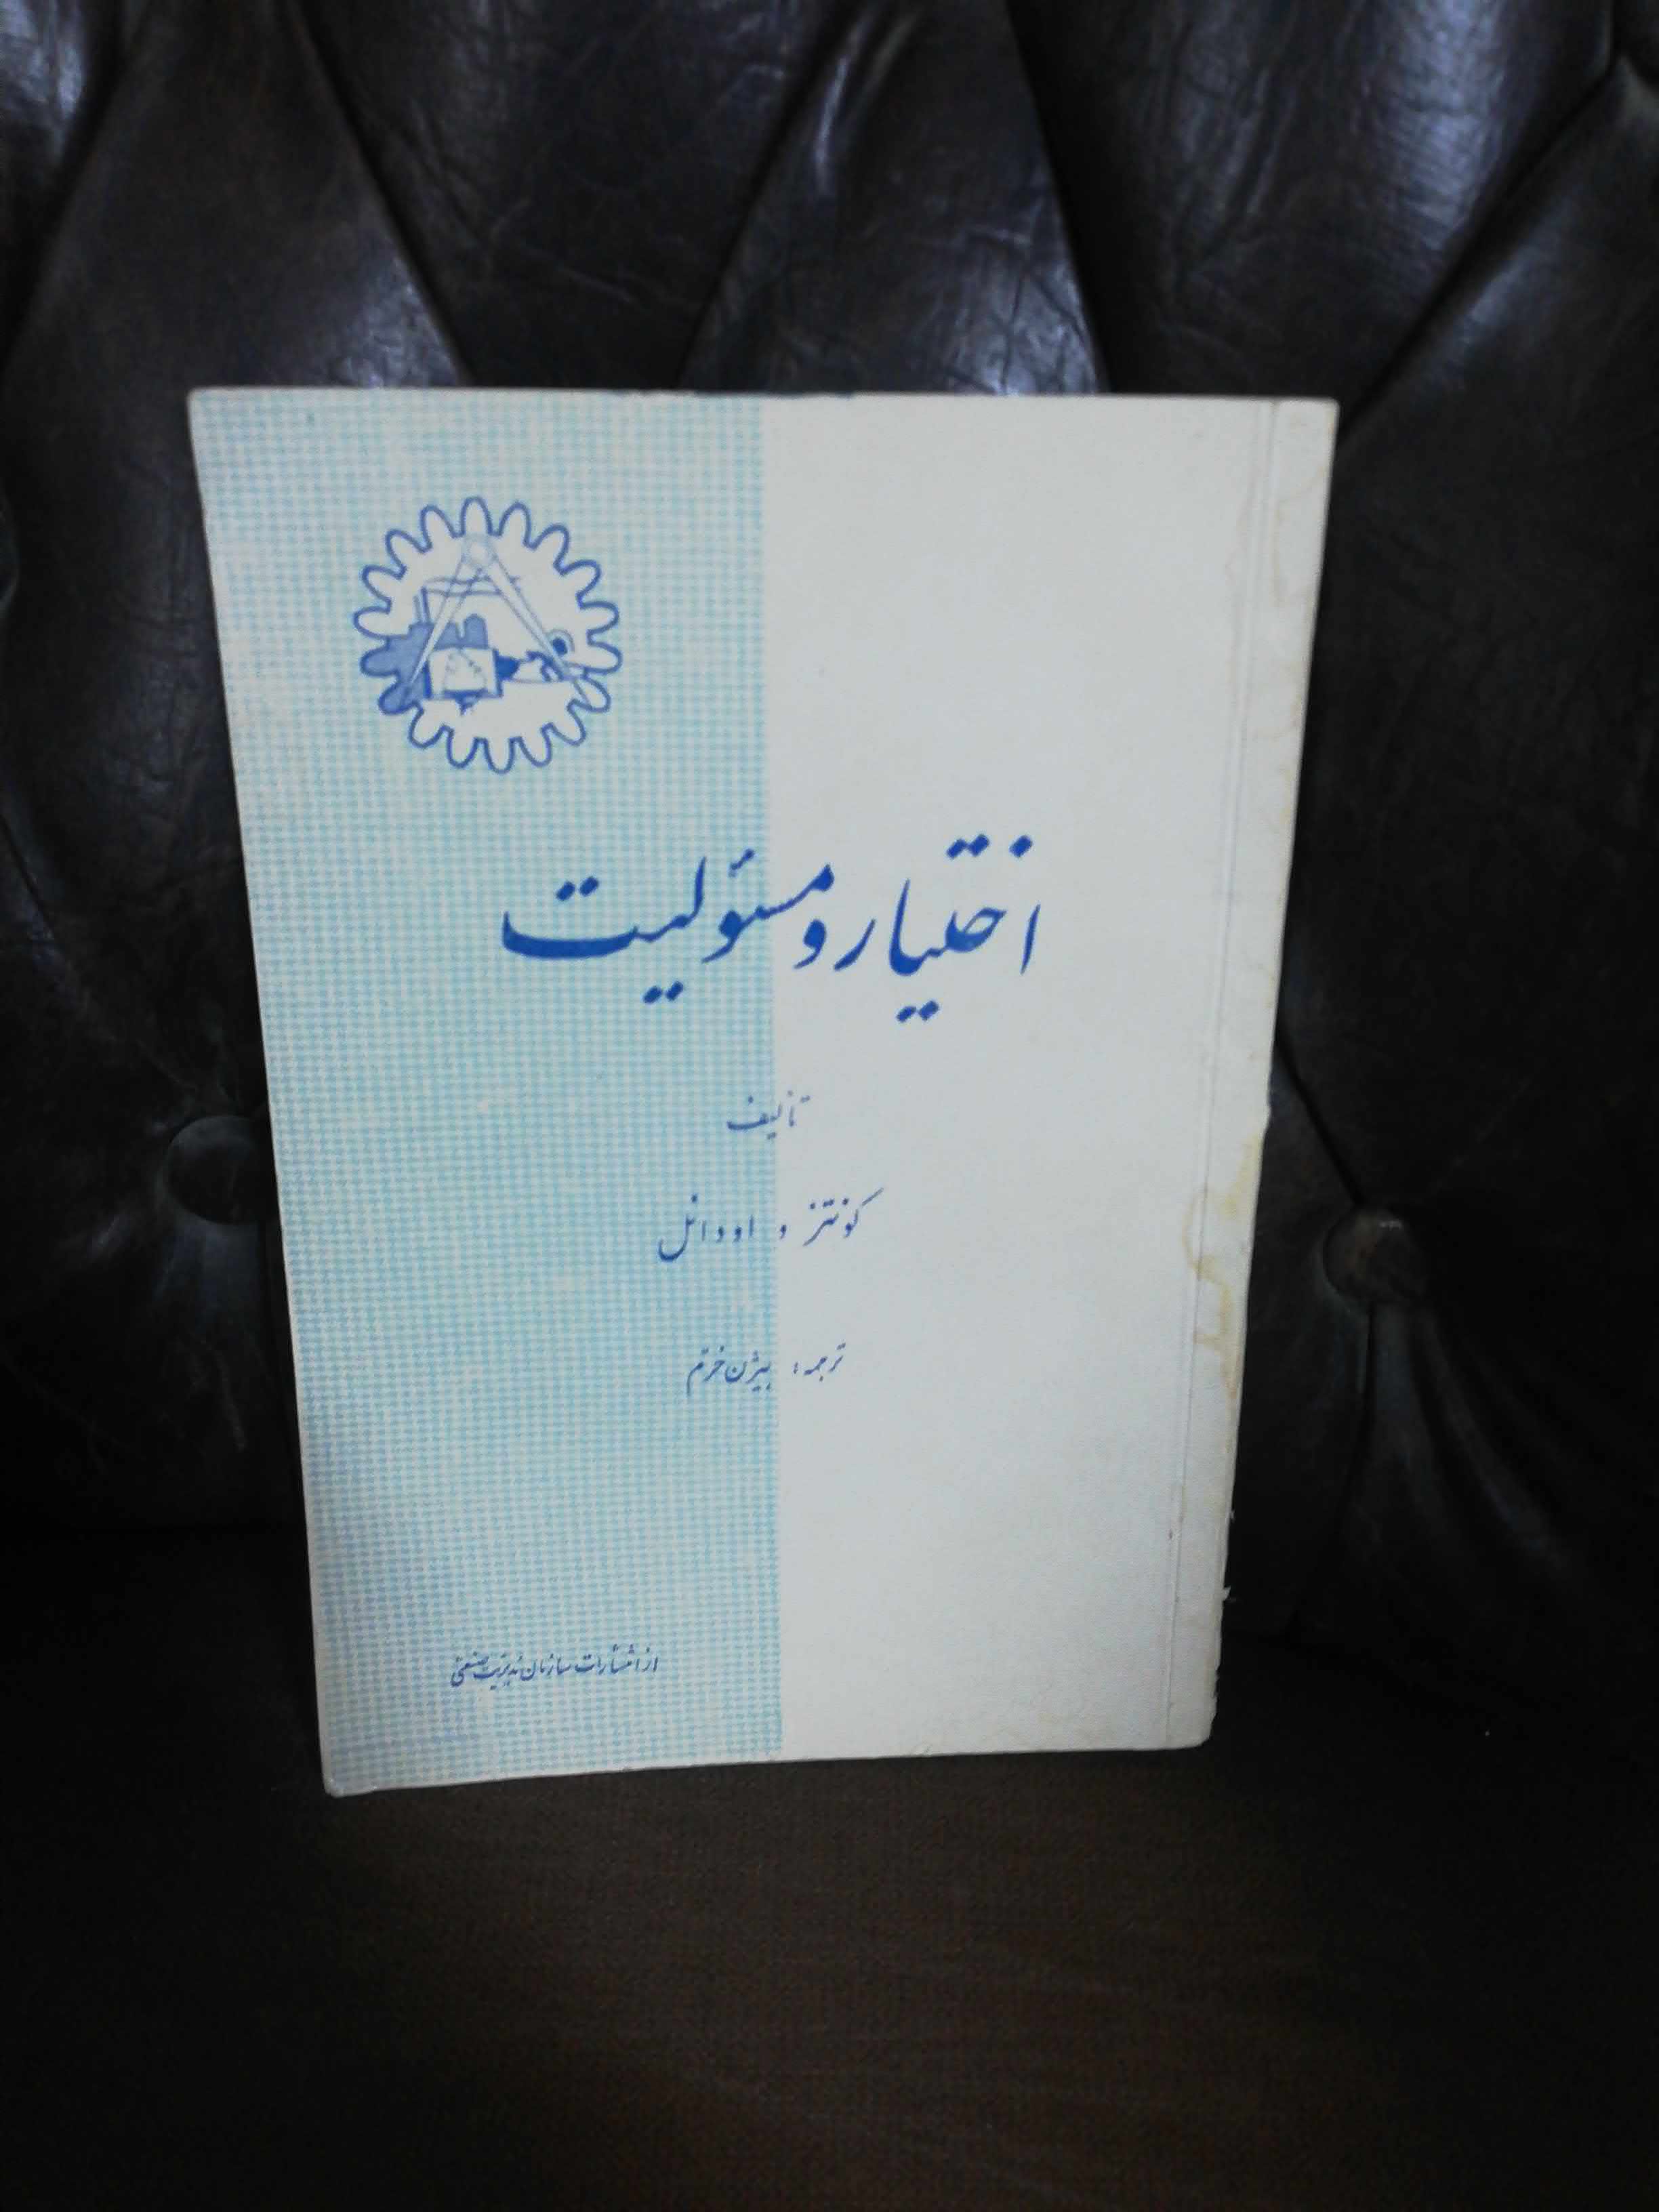 اختیار و مسئولیت
تألیف
کونتز و اودانل
ترجمه: بیژن خرم
از انتشارات سازمان مدیریت صنعتی